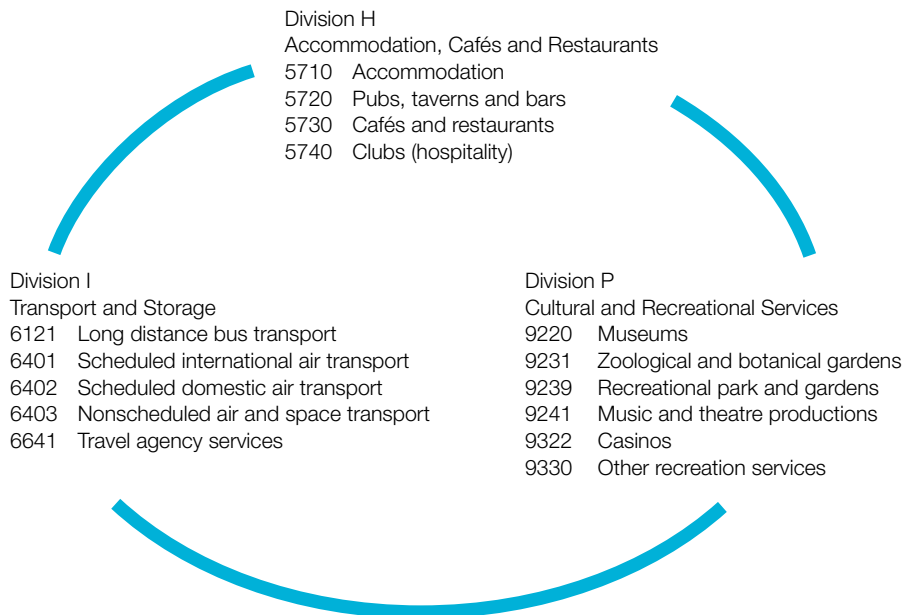 Division H
Accommodation, Cafés and Restaurants
5710 Accommodation
5720 Pubs, taverns and bars
5730 Cafés and restaurants
5740 Clubs (hospitality)
Division I
Transport and Storage
6121 Long distance bus transport
6401 Scheduled international air transport
6402 Scheduled domestic air transport
6403 Nonscheduled air and space transport
6641 Travel agency services
Division P
Cultural and Recreational Services
9220 Museums
9231 Zoological and botanical gardens
9239 Recreational park and gardens
9241 Music and theatre productions
9322 Casinos
9330 Other recreation services